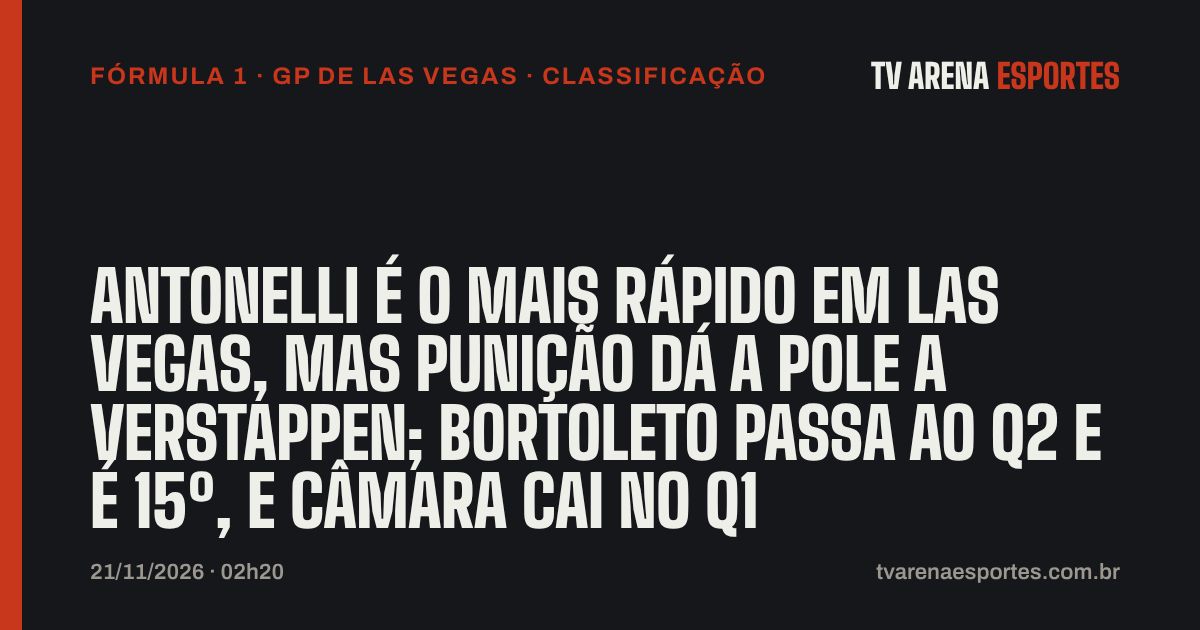 FÓRMULA 1 · GP DE LAS VEGAS · CLASSIFICAÇÃO
TV ARENA ESPORTES
ANTONELLI É O MAIS RÁPIDO EM LAS
VEGAS, MAS PUNIÇÃO DÁ A POLE A
VERSTAPPEN; BORTOLETO PASSA AO Q2 E
É 15º, E CÂMARA CAI NO Q1
21/11/2026 · 02h20
tvarenaesportes.com.br